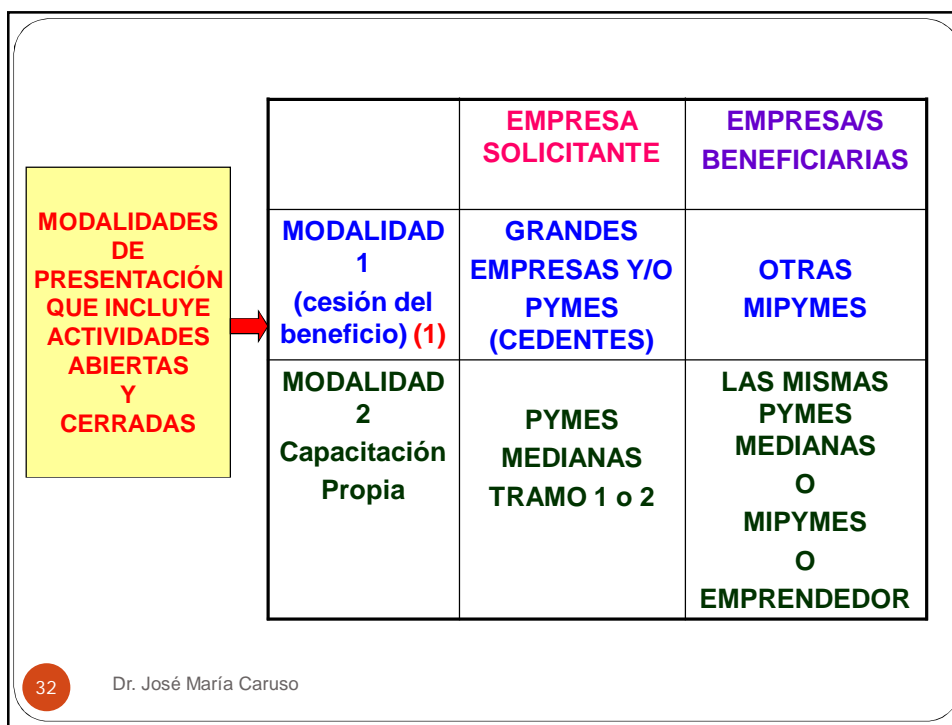 MODALIDADES
DE
PRESENTACIÓN
QUE INCLUYE
ACTIVIDADES
ABIERTAS
Y
CERRADAS
EMPRESA
SOLICITANTE
EMPRESA/S
BENEFICIARIAS
MODALIDAD
1
(cesión del
beneficio) (1)
GRANDES
EMPRESAS Y/O
PYMES
(CEDENTES)
OTRAS
MIPYMES
MODALIDAD
2
Capacitación
Propia
PYMES
MEDIANAS
TRAMO 1 o 2
LAS MISMAS
PYMES
MEDIANAS
O
MIPYMES
O
EMPRENDEDOR
32
Dr. José María Caruso